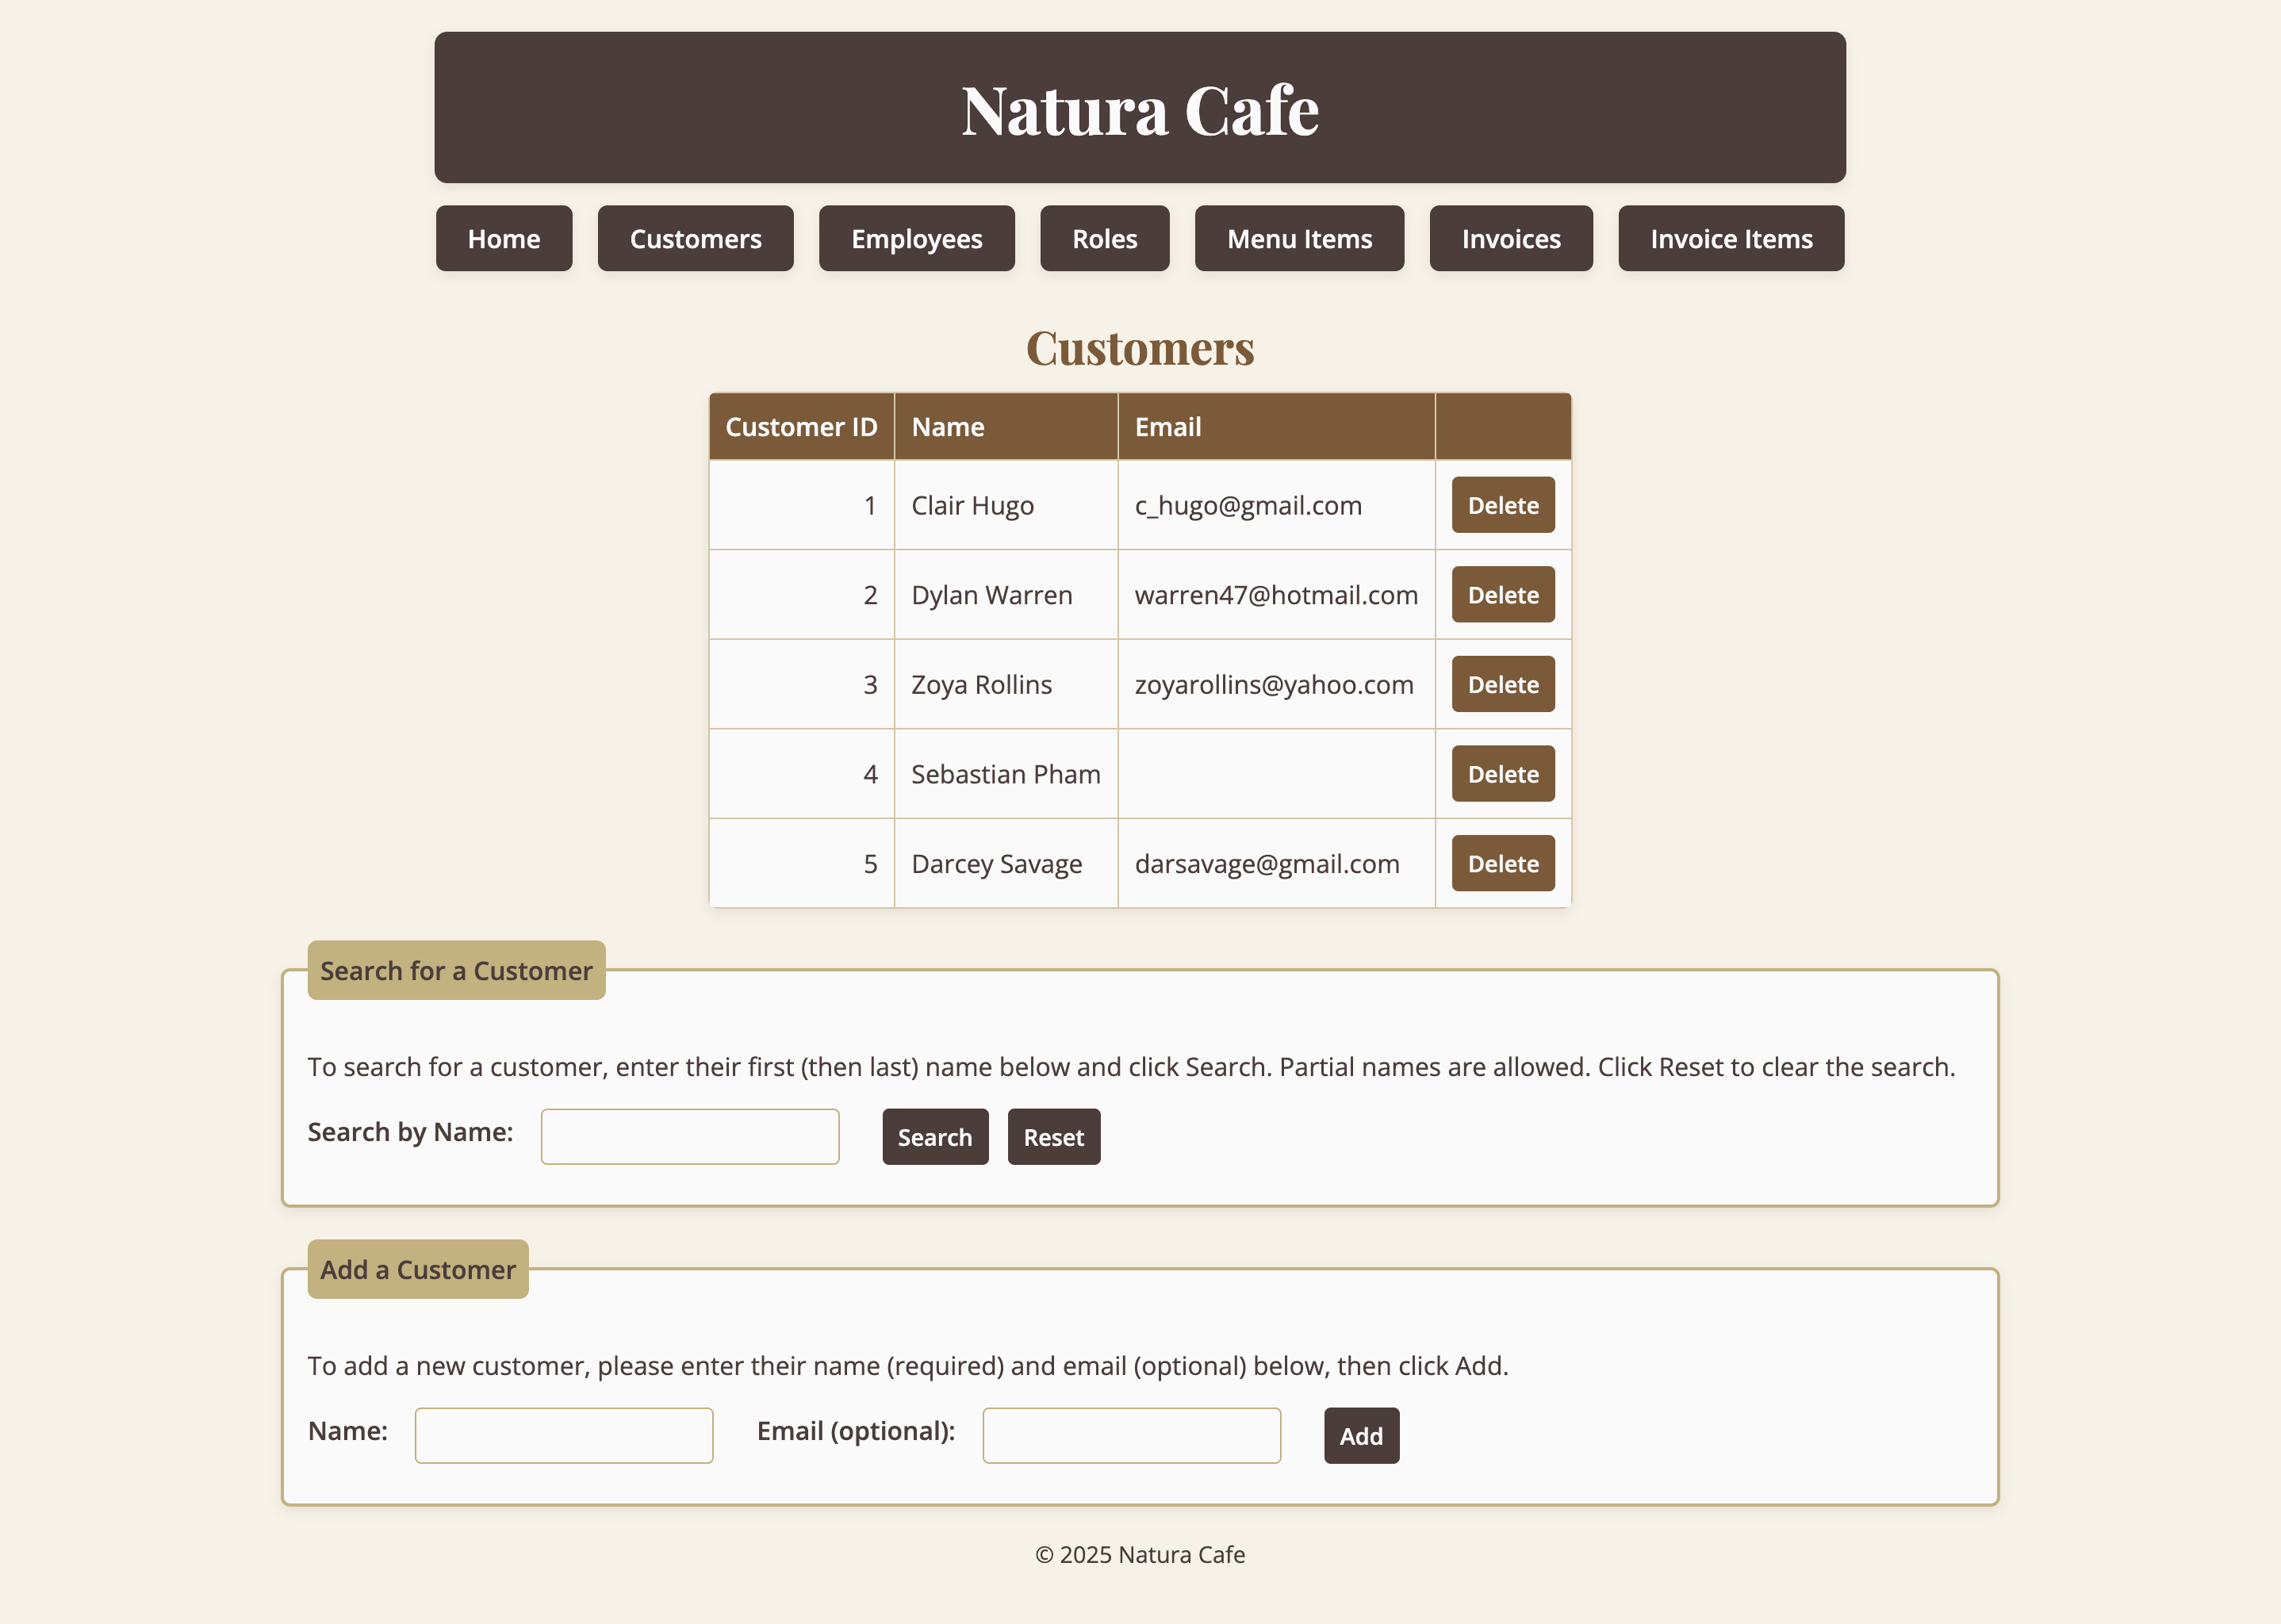 Natura Cafe
Home Customers Employees Roles Menu Items Invoices Invoice Items
Customers
Customer ID Name Email
1 Clair Hugo c_hugo@gmail.com Delete
2 Dylan Warren warren47@hotmail.com Delete
3 Zoya Rollins zoyarollins@yahoo.com Delete
4 Sebastian Pham Delete
5 Darcey Savage darsavage@gmail.com Delete
Search for a Customer
To search for a customer, enter their first (then last) name below and click Search. Partial names are allowed. Click Reset to clear the search.
Search by Name: Search Reset
Add a Customer
To add a new customer, please enter their name (required) and email (optional) below, then click Add.
Name: Email (optional): Add
© 2025 Natura Cafe